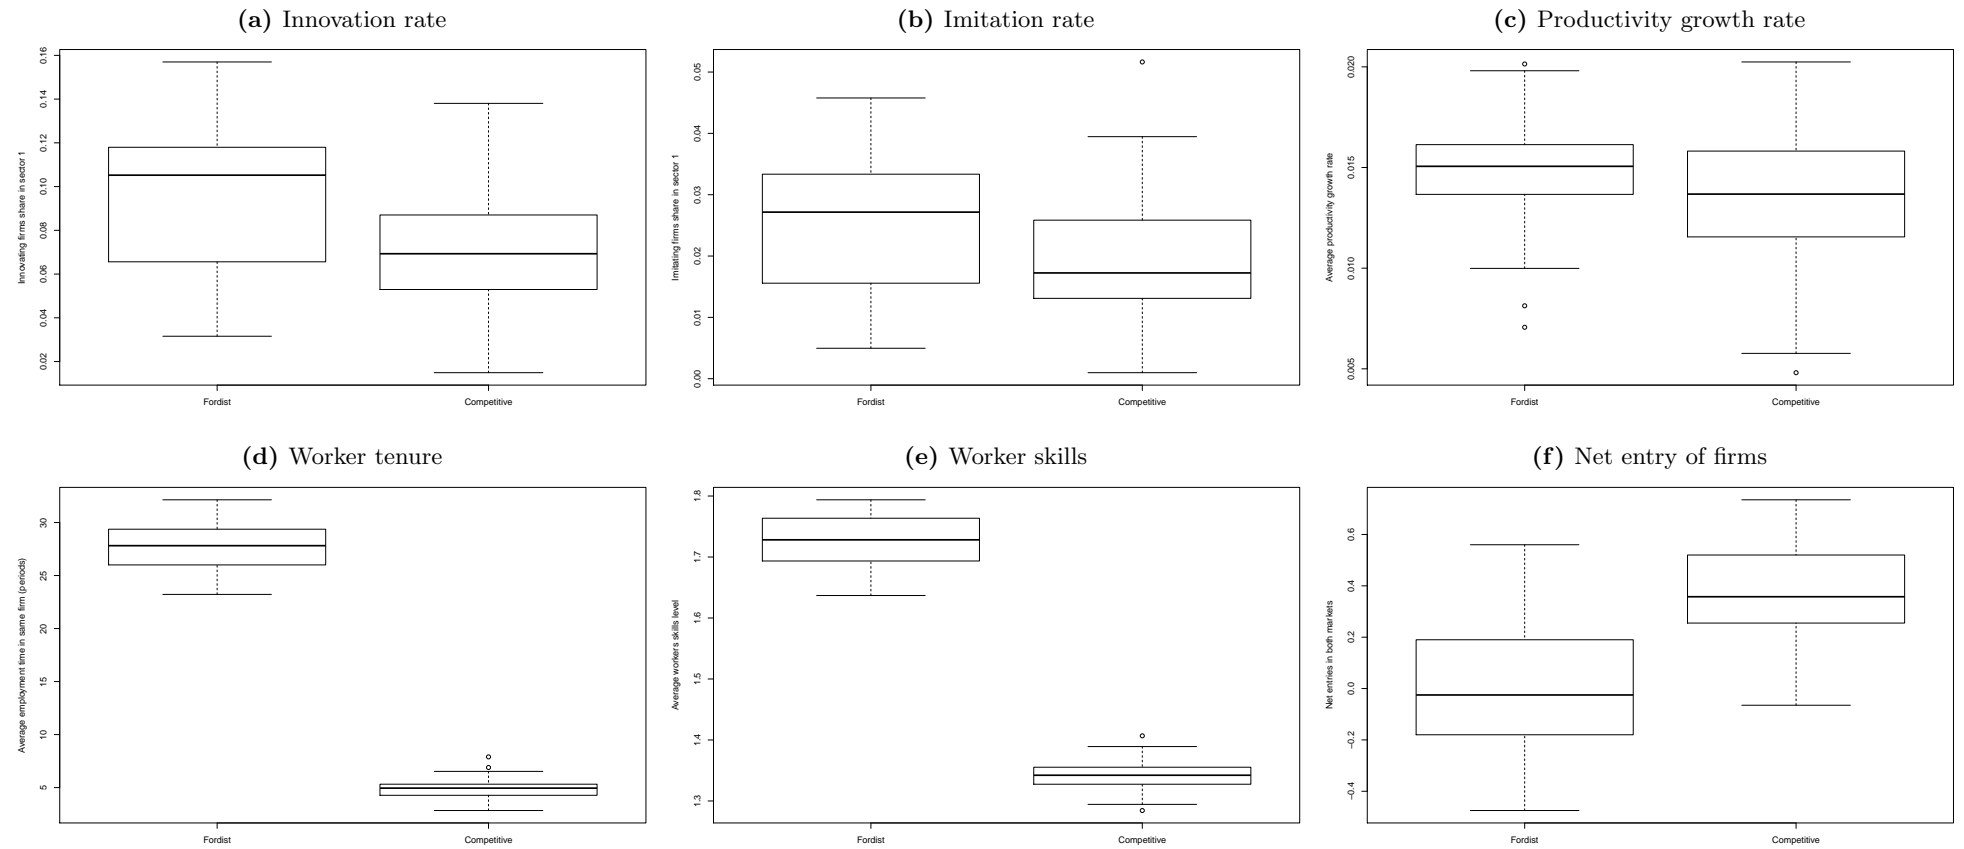 (a) Innovation rate
Innovating firms share in sector 1
0.16
0.14
0.12
0.10
0.08
0.06
0.04
0.02
Fordist Competitive
(b) Imitation rate
Imitating firms share in sector 1
0.05
0.04
0.03
0.02
0.01
0.00
Fordist Competitive
(c) Productivity growth rate
Average productivity growth rate
0.020
0.015
0.010
0.005
Fordist Competitive
(d) Worker tenure
Average employment time in same firm (periods)
30
25
20
15
10
5
Fordist Competitive
(e) Worker skills
Average workers skills level
1.8
1.7
1.6
1.5
1.4
1.3
Fordist Competitive
(f) Net entry of firms
Net entries in both markets
0.6
0.4
0.2
0.0
−0.2
−0.4
Fordist Competitive